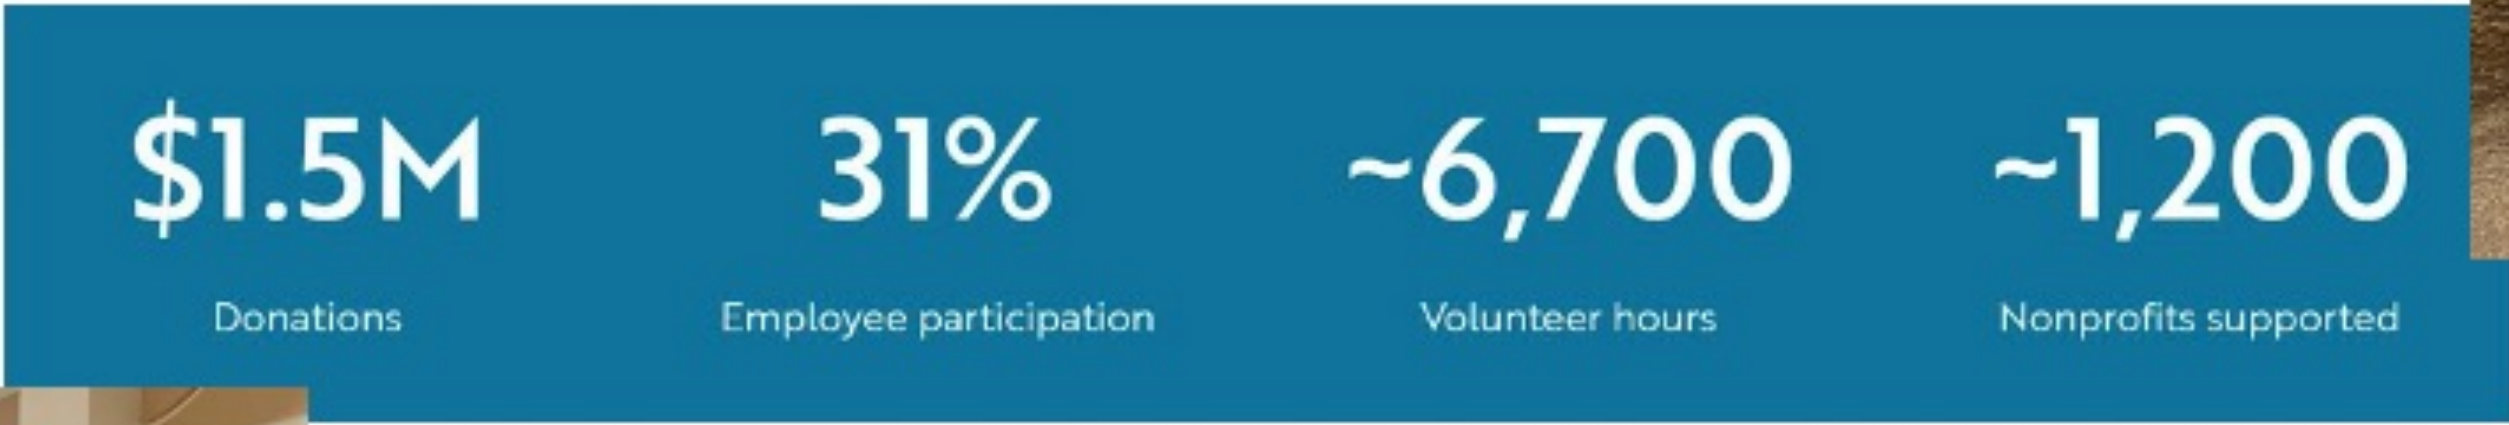 $1.5M 31% ~6,700 ~1,200
Donations Employee participation Volunteer hours Nonprofits supported